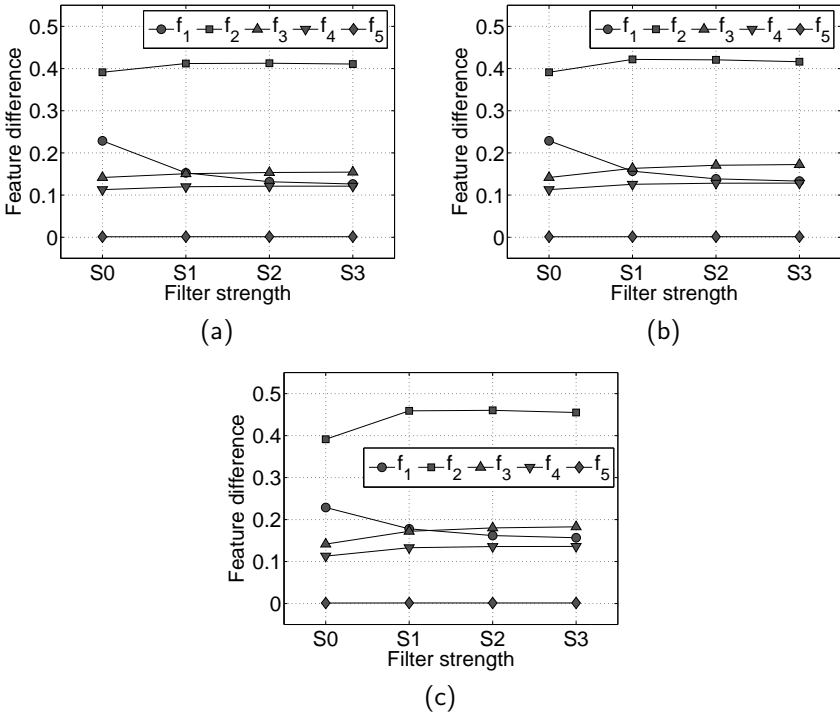 f1 f2 f3 f4 f5
0.5
0.4
0.3
0.2
0.1
0
Feature difference
S0 S1 S2 S3
Filter strength
(a)
f1 f2 f3 f4 f5
0.5
0.4
0.3
0.2
0.1
0
Feature difference
S0 S1 S2 S3
Filter strength
(b)
0.5
0.4
0.3
0.2
0.1
0
Feature difference
f1 f2 f3 f4 f5
S0 S1 S2 S3
Filter strength
(c)